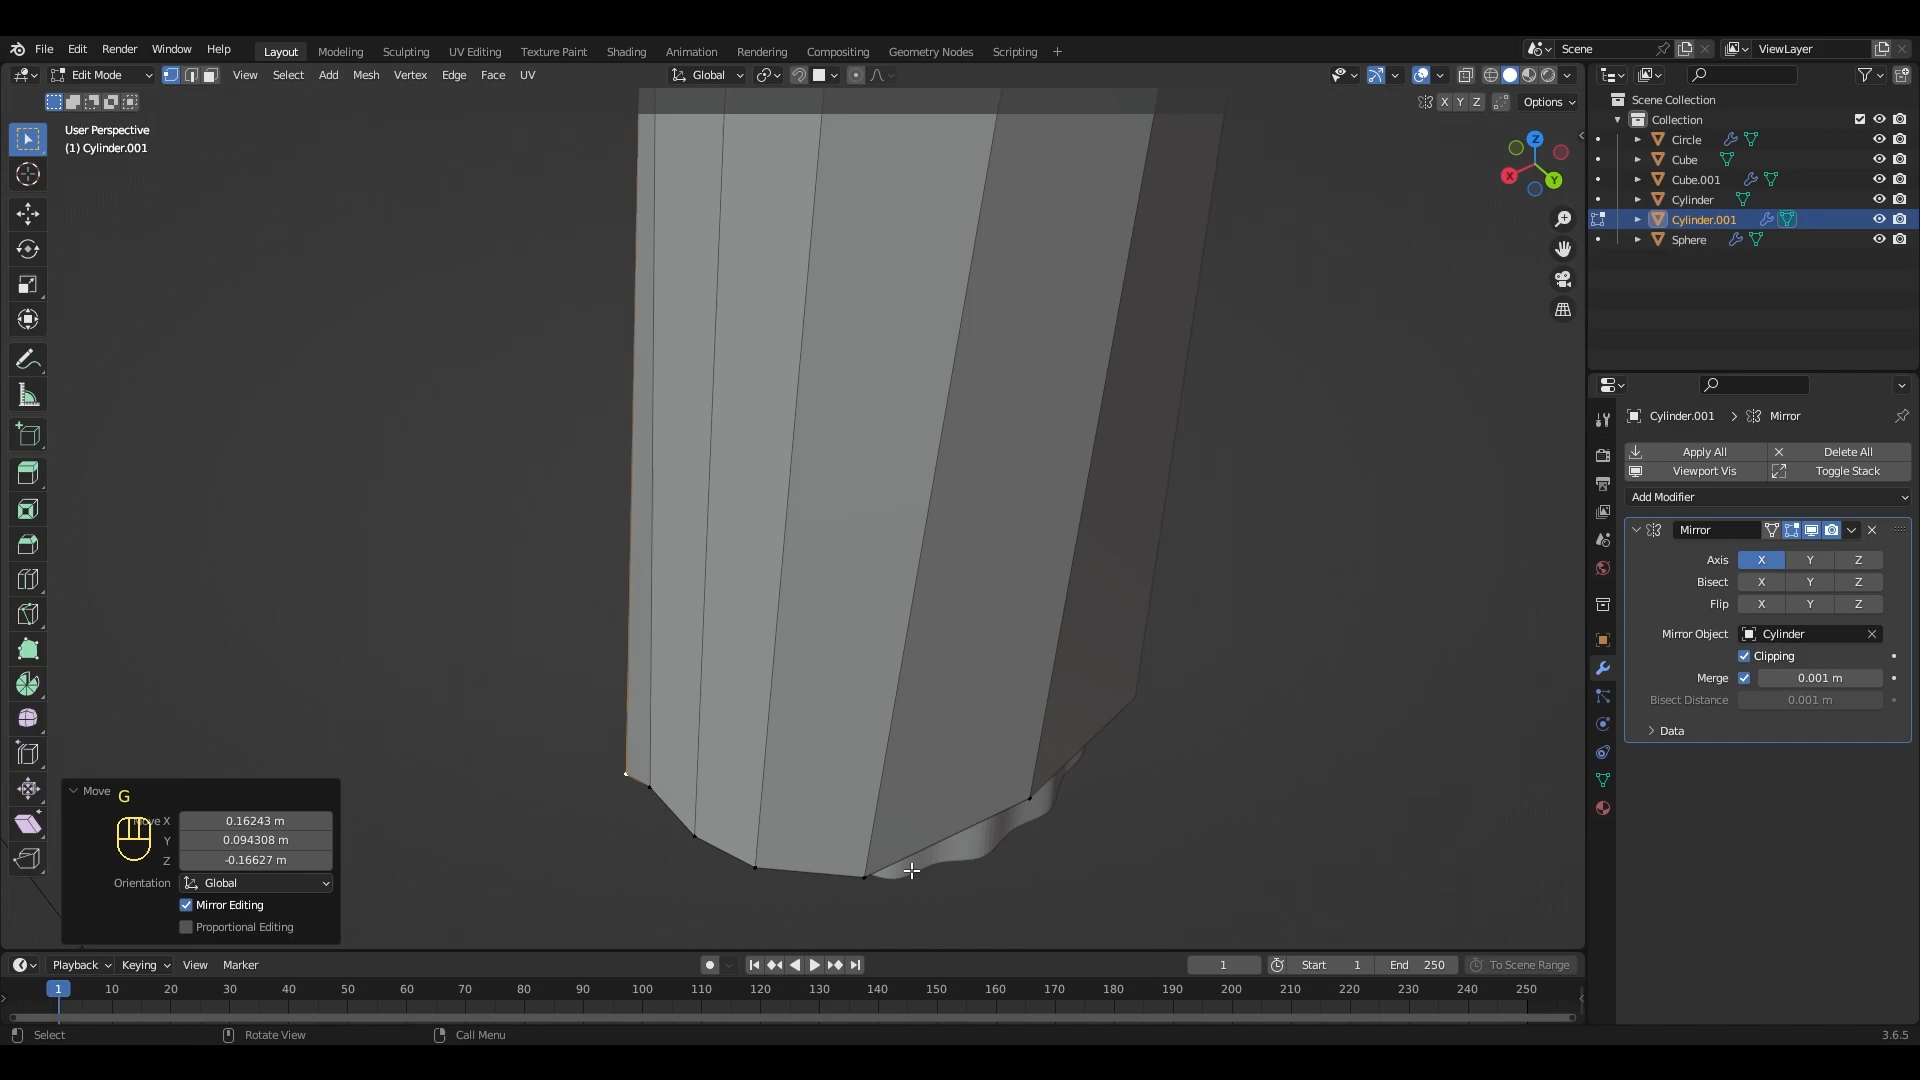 File Edit Render Window Help Layout Modeling Sculpting UV Editing Texture Paint Shading Animation Rendering Compositing Geometry Nodes Scripting + Scene ViewLayer
Edit Mode View Select Add Mesh Vertex Edge Face UV Global
X Y Z Options
User Perspective
(1) Cylinder.001
Z
X
Y
Scene Collection
Collection
Circle
Cube
Cube.001
Cylinder
Cylinder.001
Sphere
Cylinder.001 > Mirror
Apply All Delete All
Viewport Vis Toggle Stack
Add Modifier
Mirror
Axis X Y Z
Bisect X Y Z
Flip X Y Z
Mirror Object Cylinder
Clipping
Merge 0.001 m
Bisect Distance 0.001 m
Data
Move G
X 0.16243 m
Y 0.094308 m
Z -0.16627 m
Orientation Global
Mirror Editing
Proportional Editing
Playback Keying View Marker 1 Start 1 End 250 To Scene Range
1 10 20 30 40 50 60 70 80 90 100 110 120 130 140 150 160 170 180 190 200 210 220 230 240 250
Select Rotate View Call Menu 3.6.5